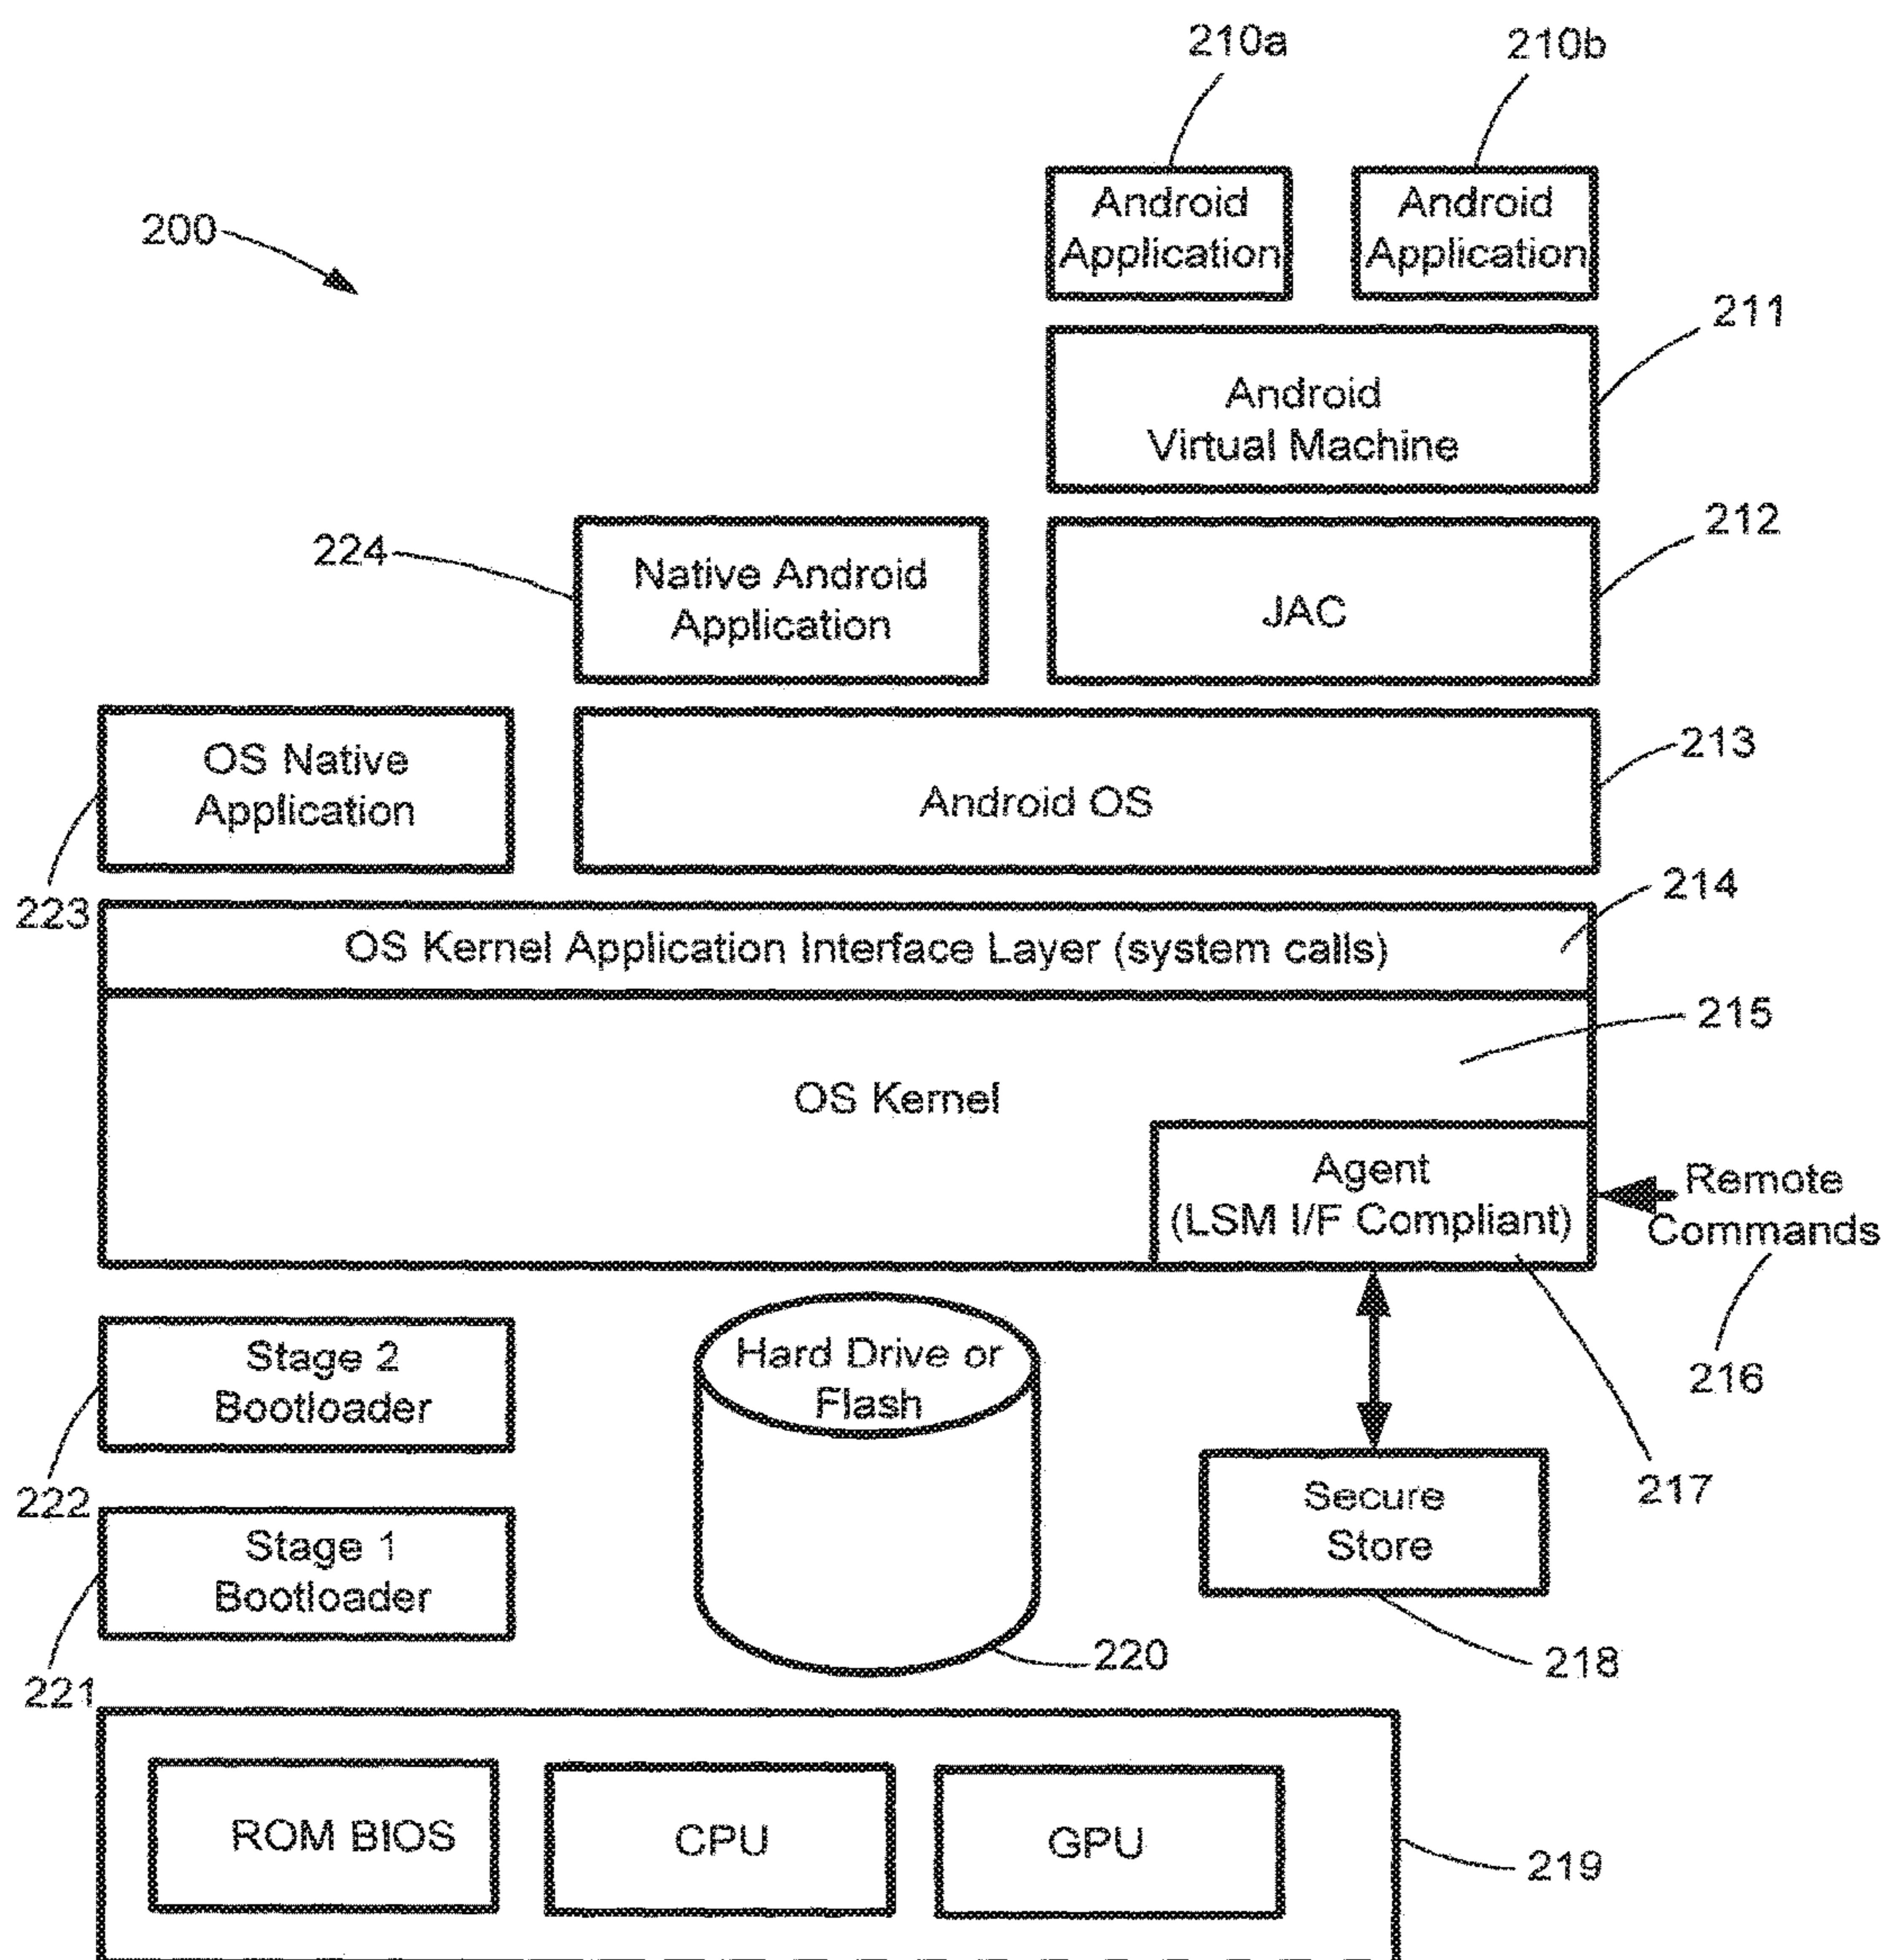 210a
210b
200
Android
Application
Android
Application
211
Android
Virtual Machine
212
224
Native Android
Application
JAC
OS Native
Application
Android OS
213
223
214
OS Kernel Application Interface Layer (system calls)
215
OS Kernel
Agent
(LSM I/F Compliant)
Remote
Commands
216
217
Stage 2
Bootloader
222
Hard Drive or
Flash
Secure
Store
218
Stage 1
Bootloader
221
220
ROM BIOS
CPU
GPU
219